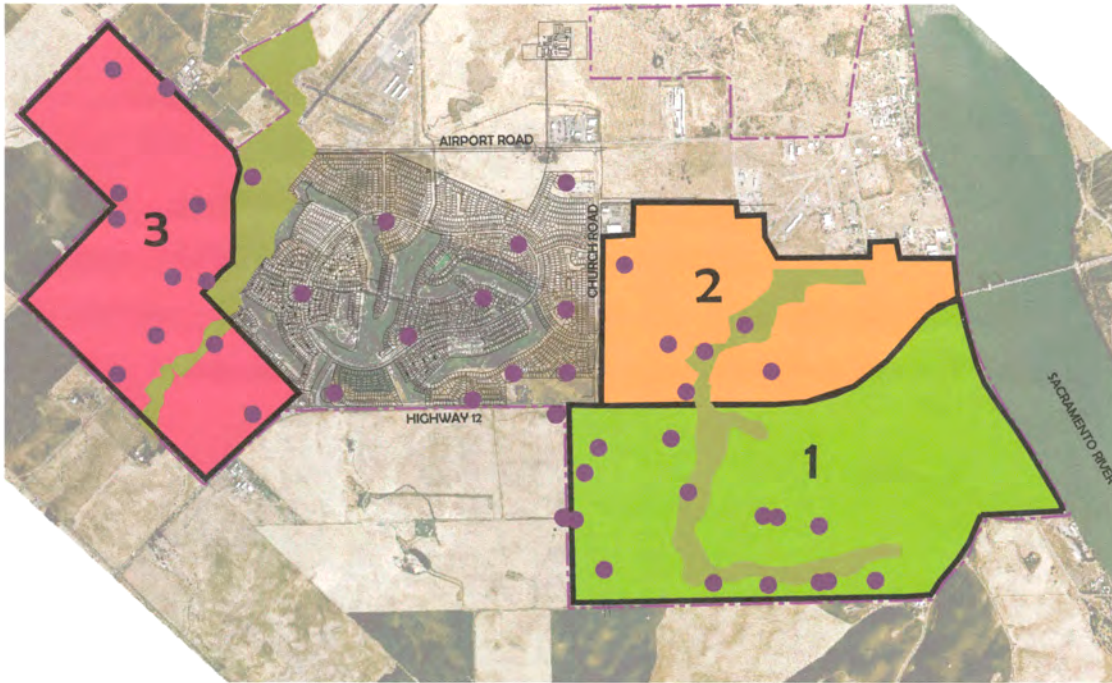 AIRPORT ROAD
CHURCH ROAD
3
2
SACRAMENTO RIVER
HIGHWAY 12
1